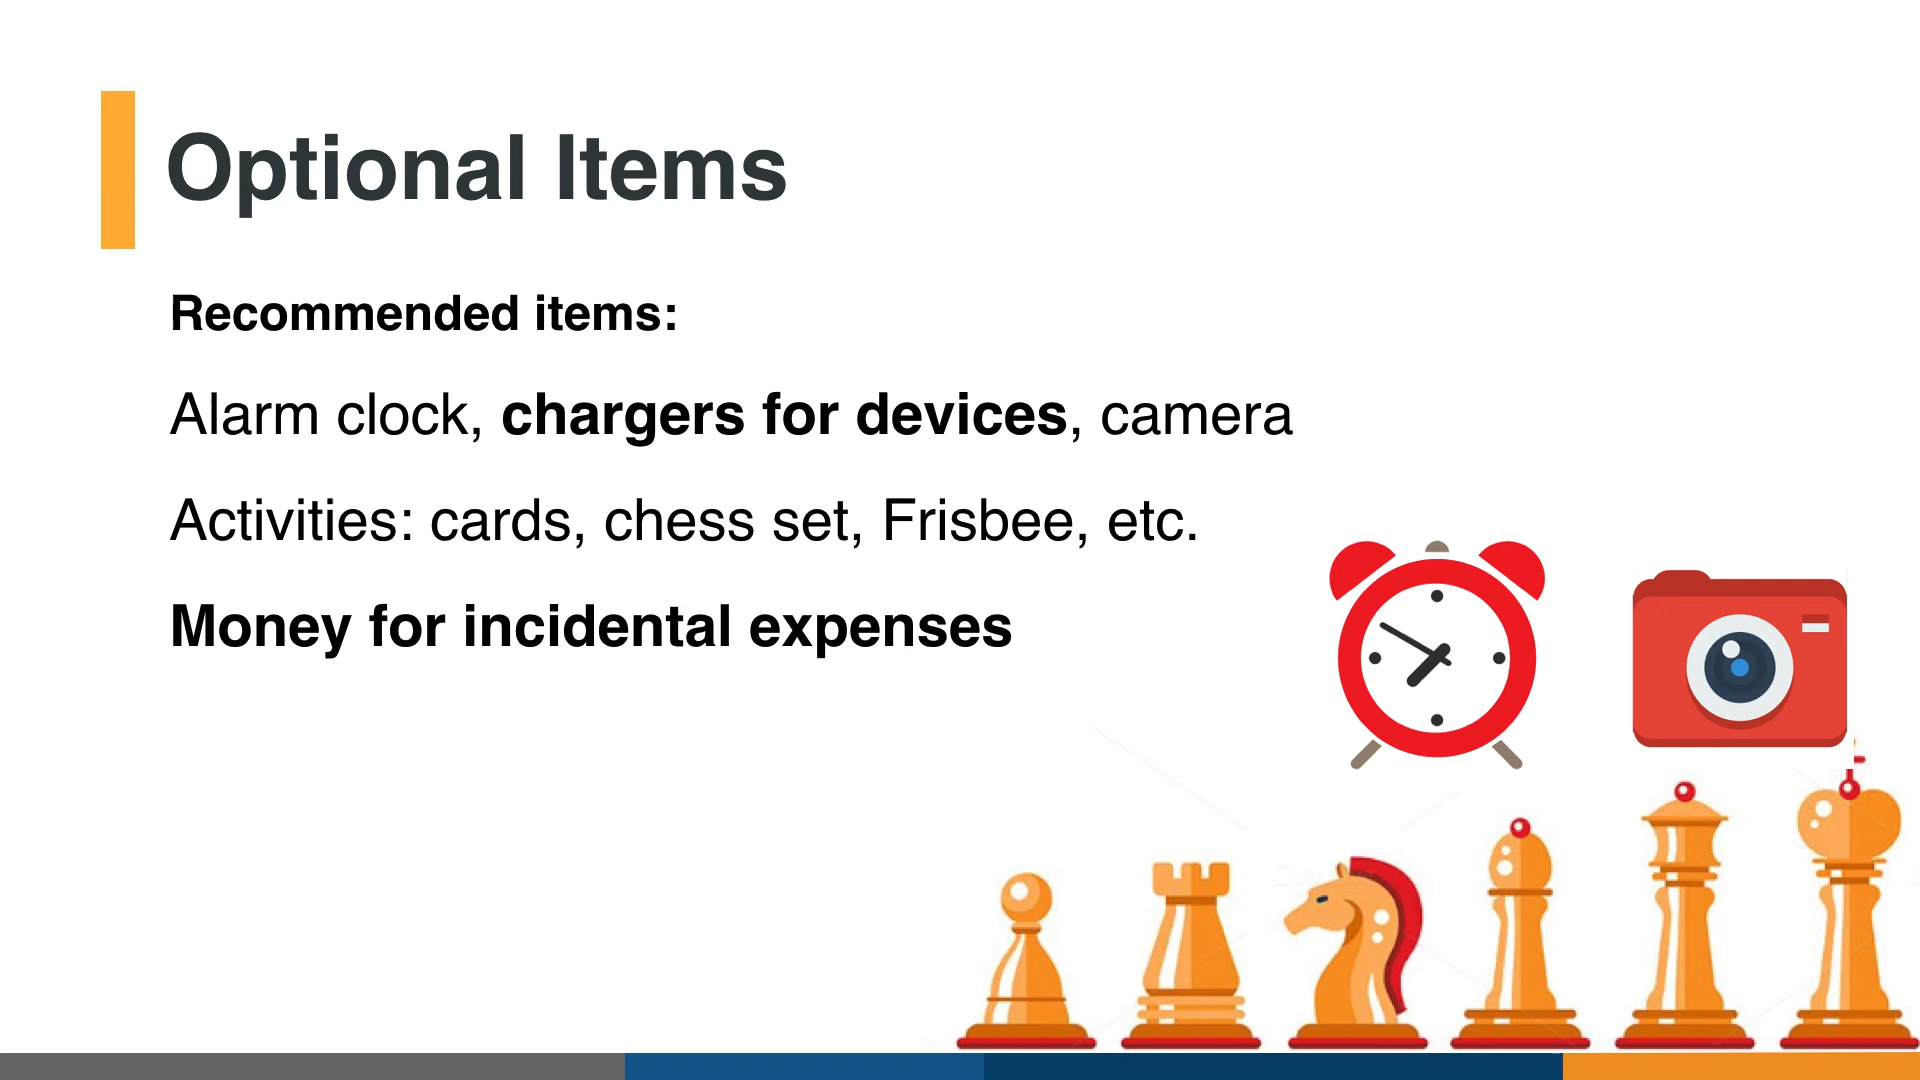 Optional Items
Recommended items:
Alarm clock, chargers for devices, camera
Activities: cards, chess set, Frisbee, etc.
Money for incidental expenses